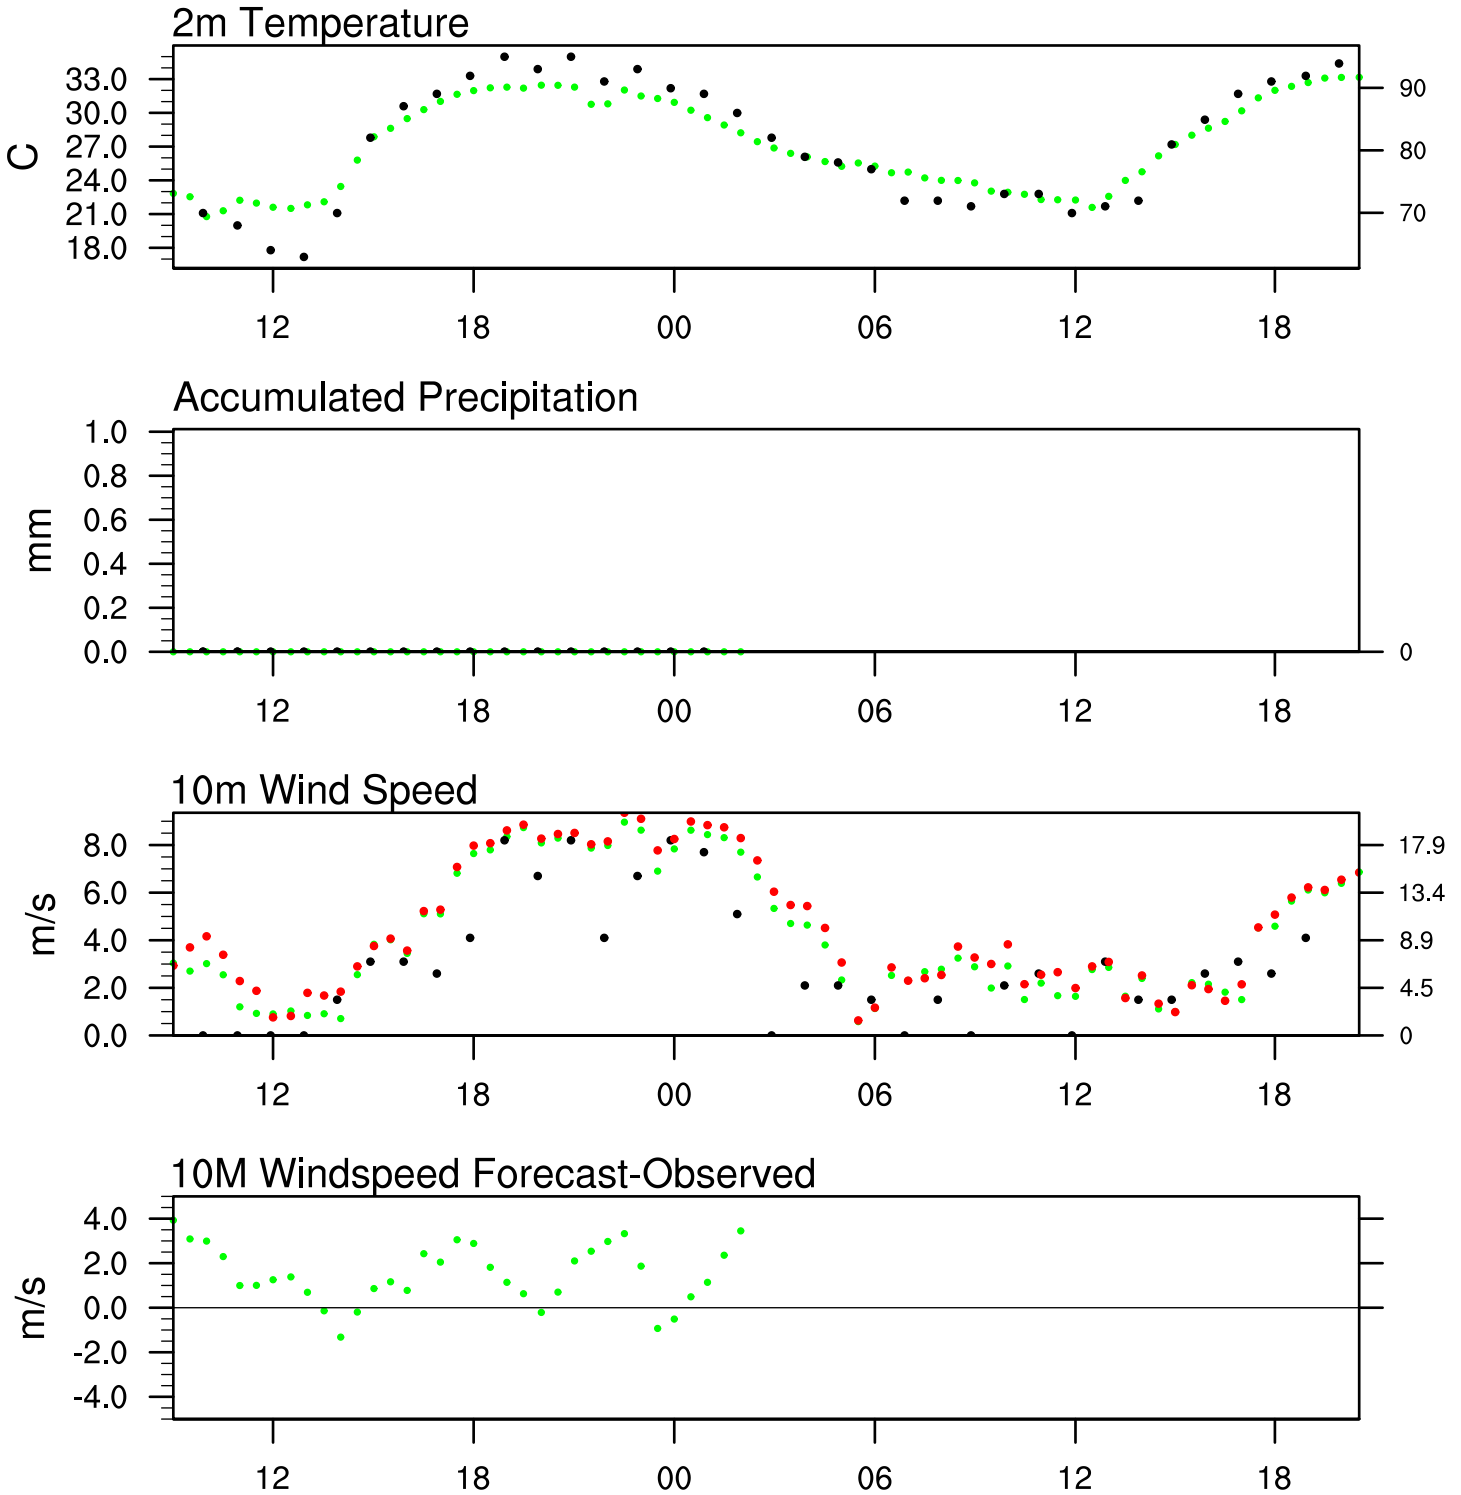 2m Temperature
33.0
30.0
27.0
24.0
21.0
18.0
C
90
80
70
12 18 00 06 12 18
Accumulated Precipitation
1.0
0.8
0.6
0.4
0.2
0.0
mm
0
12 18 00 06 12 18
10m Wind Speed
8.0
6.0
4.0
2.0
0.0
m/s
17.9
13.4
8.9
4.5
0
12 18 00 06 12 18
10M Windspeed Forecast-Observed
4.0
2.0
0.0
-2.0
-4.0
m/s
12 18 00 06 12 18